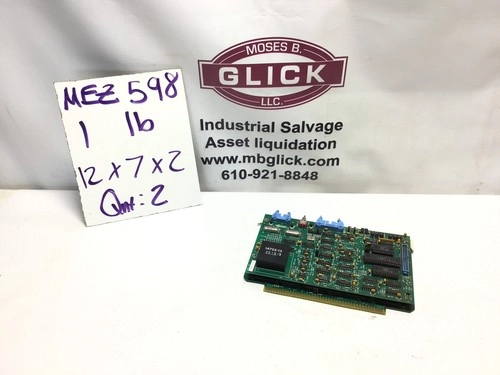 MEZ 598
1 lb
12 x 7 x 2
Qnt: 2
MOSES B.
GLICK
LLC.
Industrial Salvage
Asset liquidation
www.mbglick.com
610-921-8848